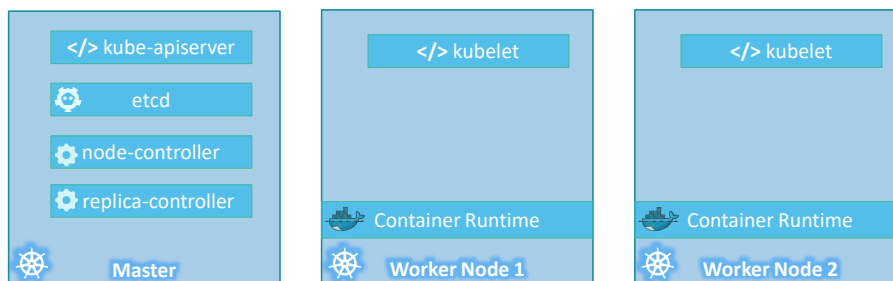 </> kube-apiserver
etcd
node-controller
replica-controller
Master
</> kubelet
Container Runtime
Worker Node 1
</> kubelet
Container Runtime
Worker Node 2